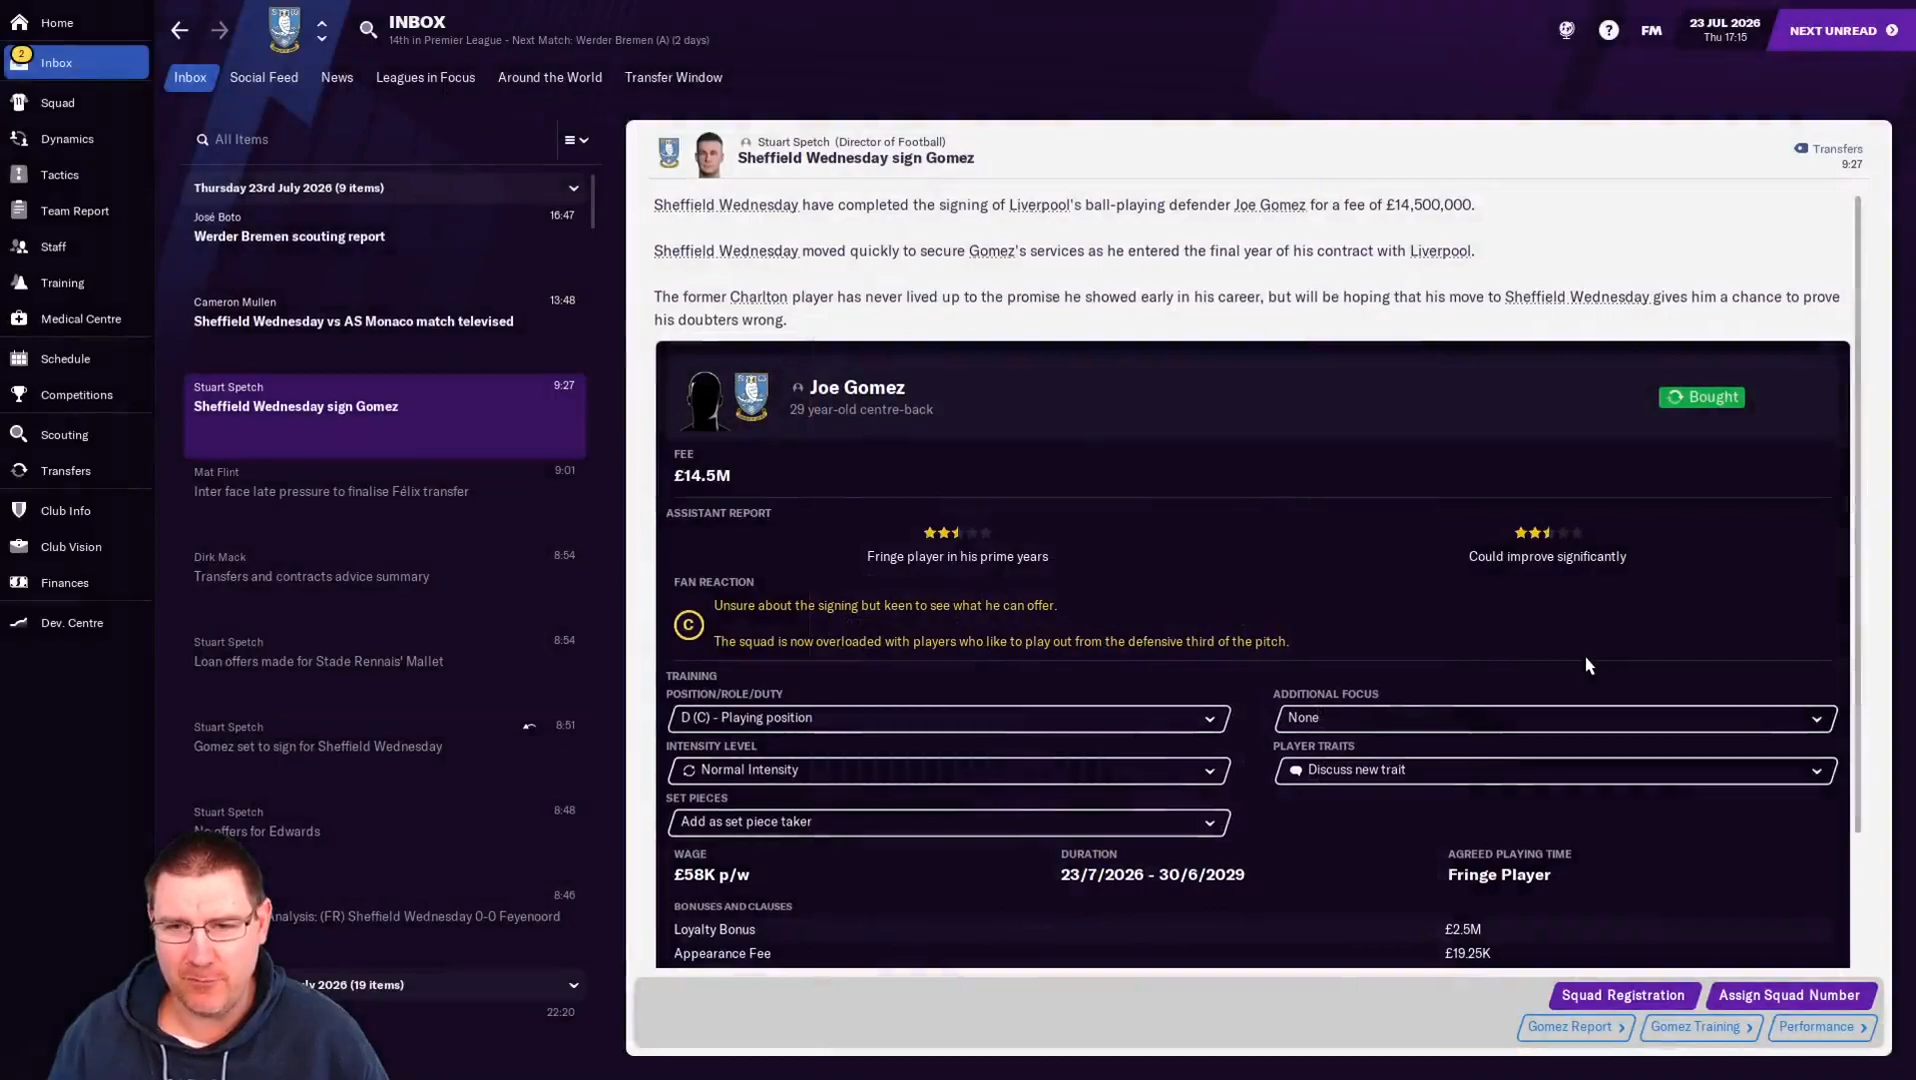 Home
2
Inbox
Squad
Dynamics
Tactics
Team Report
Staff
Training
Medical Centre
Schedule
Competitions
Scouting
Transfers
Club Info
Club Vision
Finances
Dev. Centre
INBOX
14th in Premier League - Next Match: Werder Bremen (A) (2 days)
FM
23 JUL 2026
Thu 17:15
NEXT UNREAD
Inbox
Social Feed
News
Leagues in Focus
Around the World
Transfer Window
All Items
Thursday 23rd July 2026 (9 items)
José Boto 16:47
Werder Bremen scouting report
Cameron Mullen 13:48
Sheffield Wednesday vs AS Monaco match televised
Stuart Spetch 9:27
Sheffield Wednesday sign Gomez
Mat Flint 9:01
Inter face late pressure to finalise Félix transfer
Dirk Mack 8:54
Transfers and contracts advice summary
Stuart Spetch 8:54
Loan offers made for Stade Rennais' Mallet
Stuart Spetch 8:51
Gomez set to sign for Sheffield Wednesday
Stuart Spetch 8:48
No offers for Edwards
8:46
nalysis: (FR) Sheffield Wednesday 0-0 Feyenoord
ly 2026 (19 items)
22:20
Stuart Spetch (Director of Football)
Sheffield Wednesday sign Gomez
Transfers
9:27
Sheffield Wednesday have completed the signing of Liverpool's ball-playing defender Joe Gomez for a fee of £14,500,000.
Sheffield Wednesday moved quickly to secure Gomez's services as he entered the final year of his contract with Liverpool.
The former Charlton player has never lived up to the promise he showed early in his career, but will be hoping that his move to Sheffield Wednesday gives him a chance to prove
his doubters wrong.
Joe Gomez
29 year-old centre-back
Bought
FEE
£14.5M
ASSISTANT REPORT
Fringe player in his prime years
Could improve significantly
FAN REACTION
C
Unsure about the signing but keen to see what he can offer.
The squad is now overloaded with players who like to play out from the defensive third of the pitch.
TRAINING
POSITION/ROLE/DUTY
D (C) - Playing position
ADDITIONAL FOCUS
None
INTENSITY LEVEL
Normal Intensity
PLAYER TRAITS
Discuss new trait
SET PIECES
Add as set piece taker
WAGE
£58K p/w
DURATION
23/7/2026 - 30/6/2029
AGREED PLAYING TIME
Fringe Player
BONUSES AND CLAUSES
Loyalty Bonus £2.5M
Appearance Fee £19.25K
Squad Registration
Assign Squad Number
Gomez Report
Gomez Training
Performance